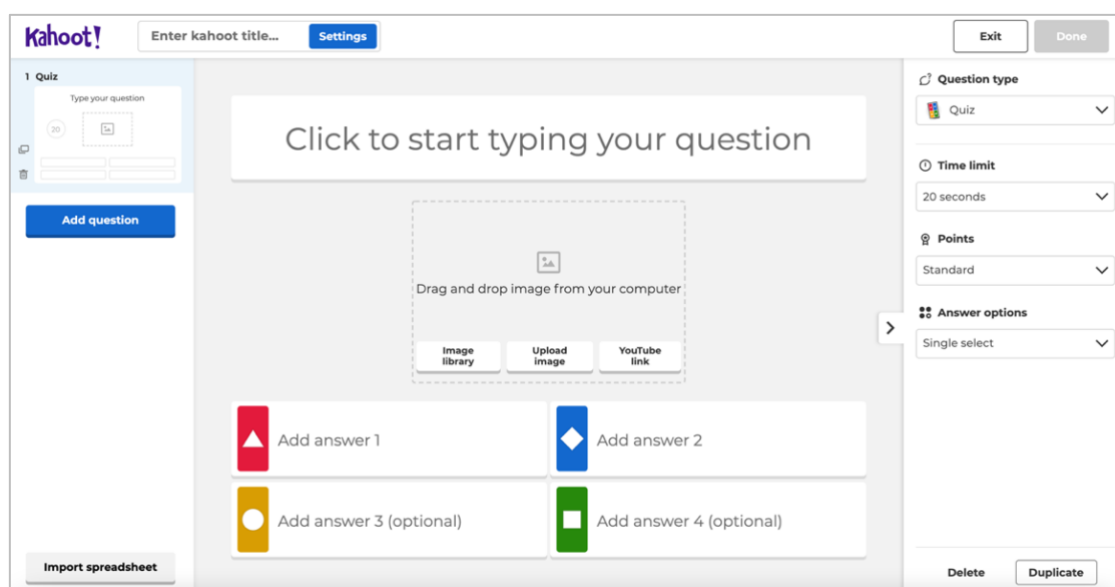 Kahoot!
Enter kahoot title...
Settings
Exit
Done
1 Quiz
Type your question
20
Add question
Import spreadsheet
Click to start typing your question
Drag and drop image from your computer
Image
library
Upload
image
YouTube
link
Add answer 1
Add answer 2
Add answer 3 (optional)
Add answer 4 (optional)
Question type
Quiz
Time limit
20 seconds
Points
Standard
Answer options
Single select
Delete
Duplicate